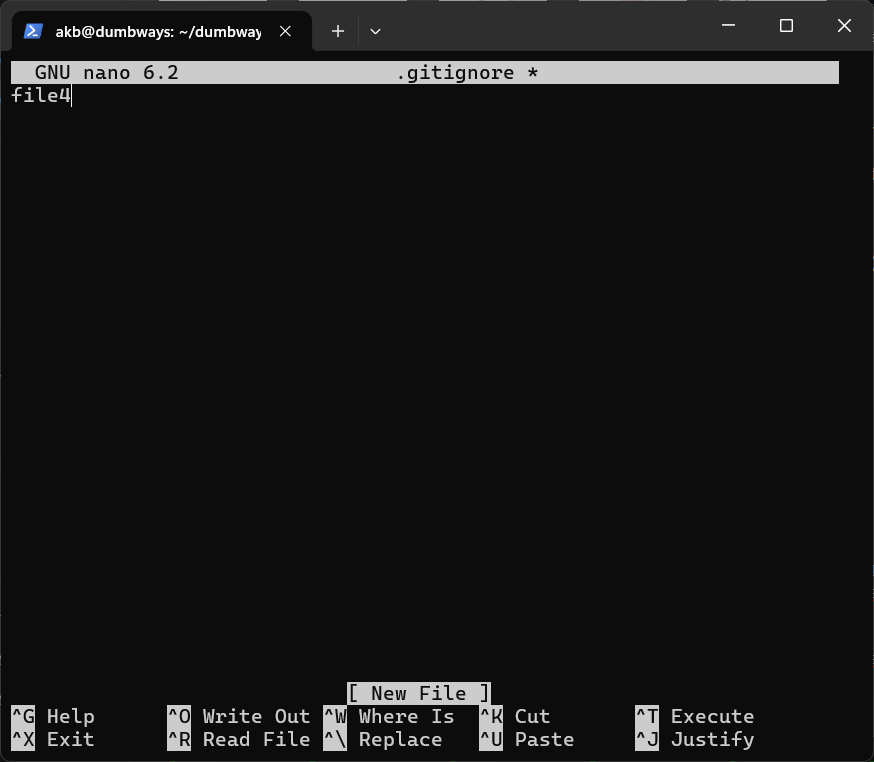 akb@dumbways: ~/dumbway
GNU nano 6.2 .gitignore *
file4
[ New File ]
^G Help ^O Write Out ^W Where Is ^K Cut ^T Execute
^X Exit ^R Read File ^\ Replace ^U Paste ^J Justify